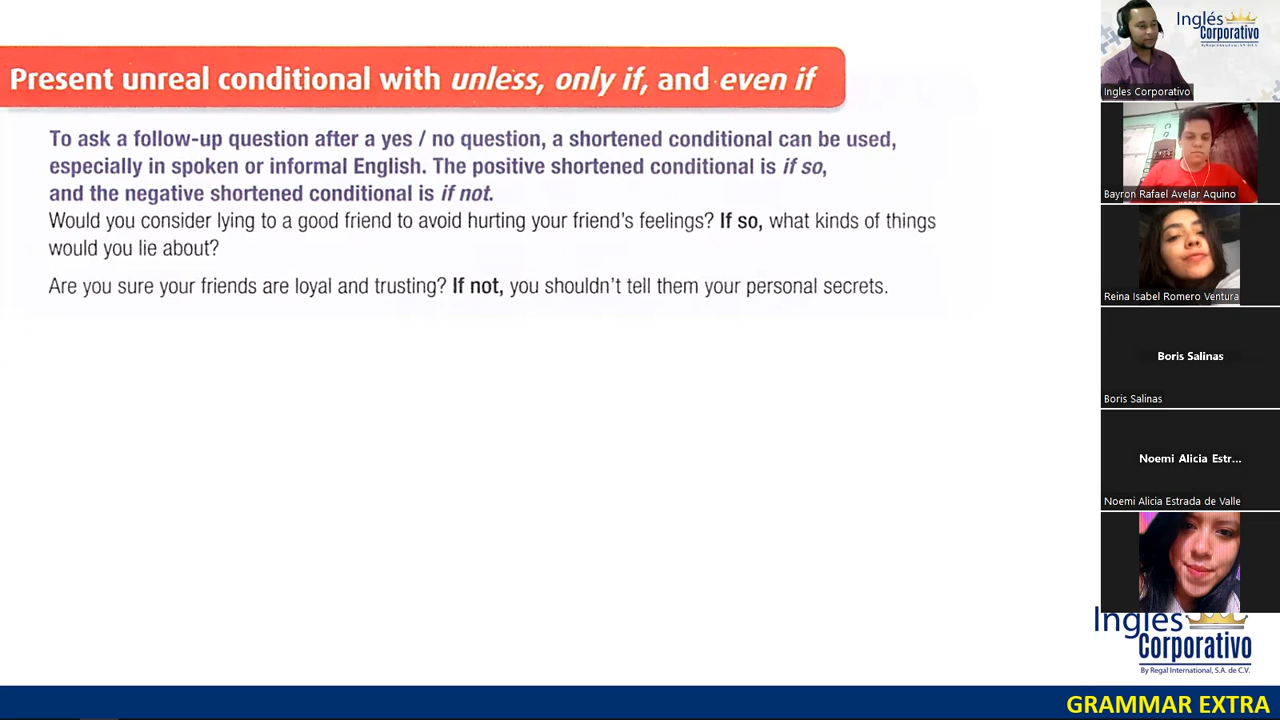 Present unreal conditional with unless, only if, and even if
To ask a follow-up question after a yes / no question, a shortened conditional can be used,
especially in spoken or informal English. The positive shortened conditional is if so,
and the negative shortened conditional is if not.
Would you consider lying to a good friend to avoid hurting your friend's feelings? If so, what kinds of things
would you lie about?
Are you sure your friends are loyal and trusting? If not, you shouldn't tell them your personal secrets.
Inglés
Corporativo
By Regal International, S.A. de C.V.
Ingles Corporativo
Bayron Rafael Avelar Aquino
Reina Isabel Romero Ventura
Boris Salinas
Boris Salinas
Noemi Alicia Estr...
Noemi Alicia Estrada de Valle
Inglés
Corporativo
By Regal International, S.A. de C.V.
GRAMMAR EXTRA